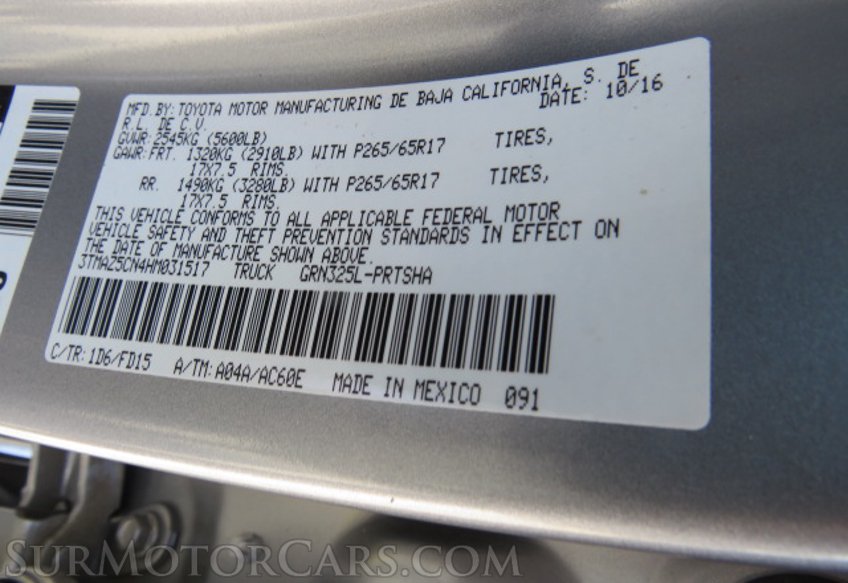 MFD.BY: TOYOTA MOTOR MANUFACTURING DE BAJA CALIFORNIA, S. DE
R.L. DE C.V. DATE: 10/16
GVWR: 2545KG (5600LB)
GAWR: FRT. 1320KG (2910LB) WITH P265/65R17 TIRES,
17X7.5 RIMS.
RR. 1490KG (3280LB) WITH P265/65R17 TIRES,
17X7.5 RIMS.
THIS VEHICLE CONFORMS TO ALL APPLICABLE FEDERAL MOTOR
VEHICLE SAFETY AND THEFT PREVENTION STANDARDS IN EFFECT ON
THE DATE OF MANUFACTURE SHOWN ABOVE.
3TMAZ5CN4HM031517 TRUCK GRN325L-PRTSHA
C/TR: 1D6/FD15 A/TM: A04A/AC60E MADE IN MEXICO 091
SURMOTORCARS.COM